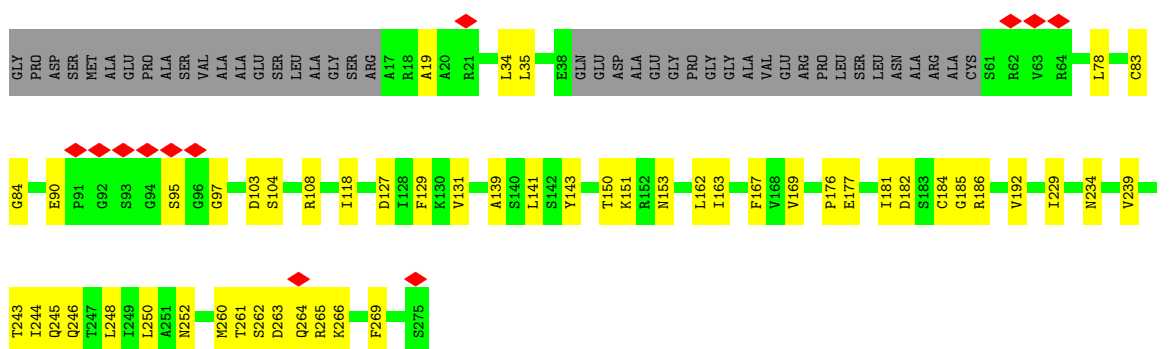 GLY PRO ASP SER MET ALA GLU PRO ALA SER VAL ALA ALA GLU SER LEU ALA GLY SER ARG A17 R18 A19 A20 R21 L34 L35 E38 GLN GLU ASP ALA GLU GLY PRO GLY GLY ALA VAL GLU ARG PRO LEU SER LEU ASN ALA ARG ALA CYS S61 R62 V63 R64 L78 C83
G84 E90 P91 G92 S93 G94 S95 G96 G97 D103 S104 R108 I118 D127 I128 F129 K130 V131 A139 S140 L141 S142 Y143 T150 K151 R152 N153 L162 I163 F167 V168 V169 P176 E177 I181 D182 S183 C184 G185 R186 V192 I229 N234 V239
T243 I244 Q245 Q246 T247 L248 I249 L250 A251 N252 M260 T261 S262 D263 Q264 R265 K266 F269 S275